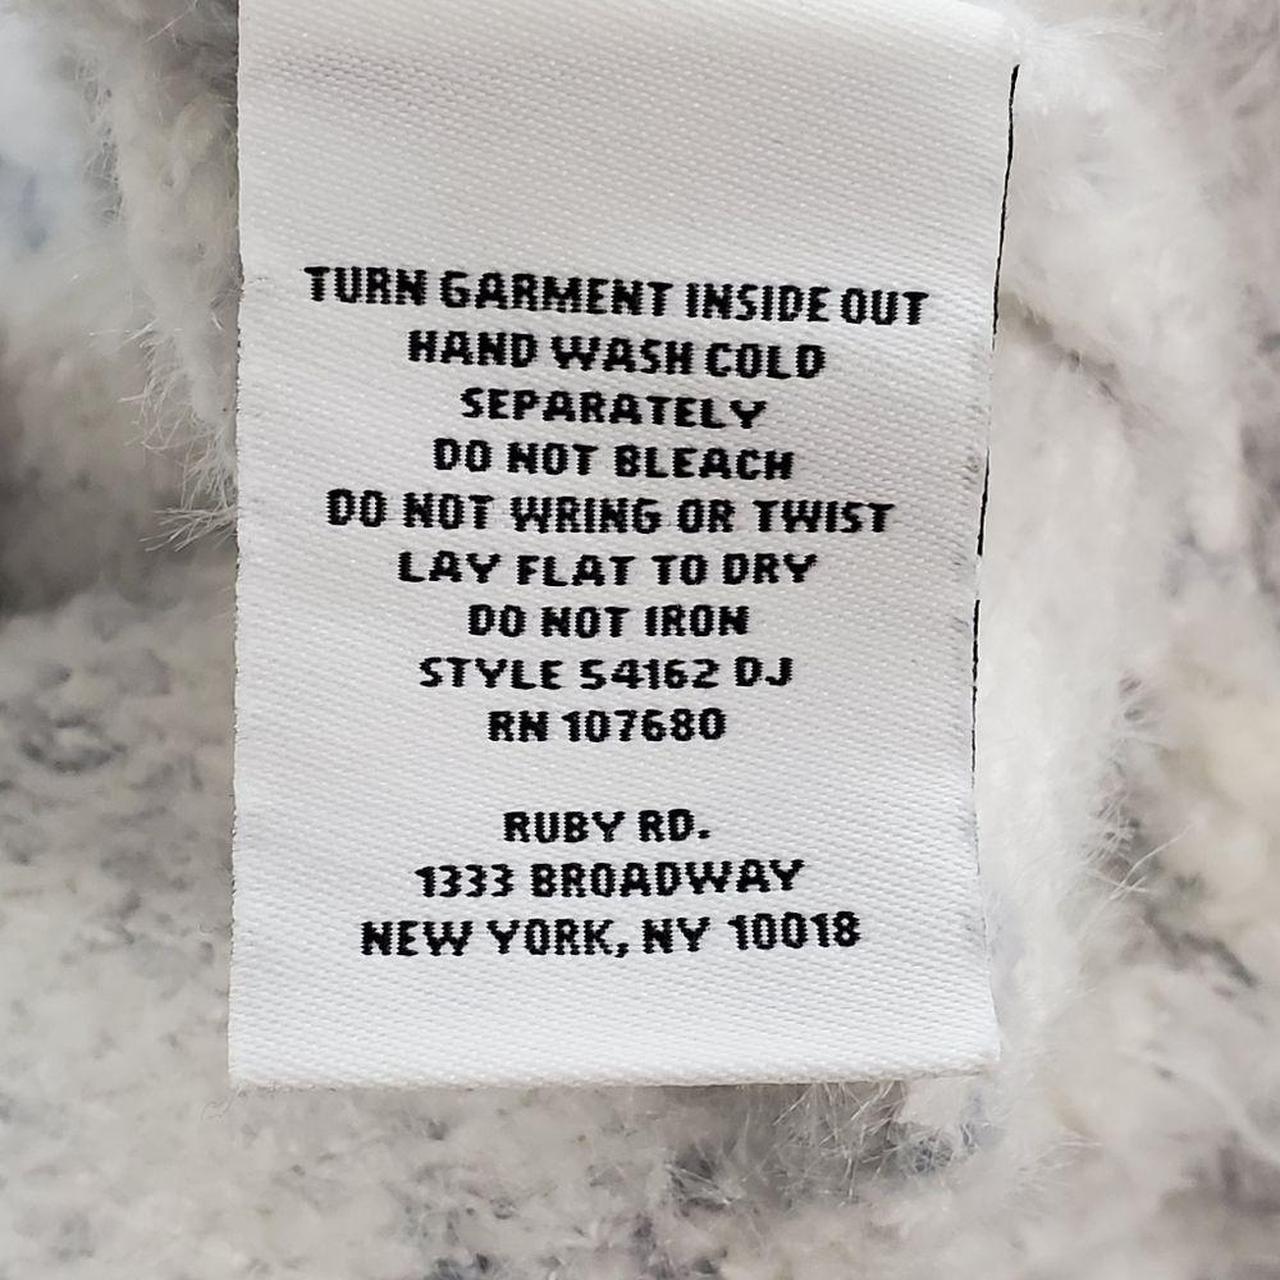 TURN GARMENT INSIDE OUT
HAND WASH COLD
SEPARATELY
DO NOT BLEACH
DO NOT WRING OR TWIST
LAY FLAT TO DRY
DO NOT IRON
STYLE 54162 DJ
RN 107680
RUBY RD.
1333 BROADWAY
NEW YORK, NY 10018